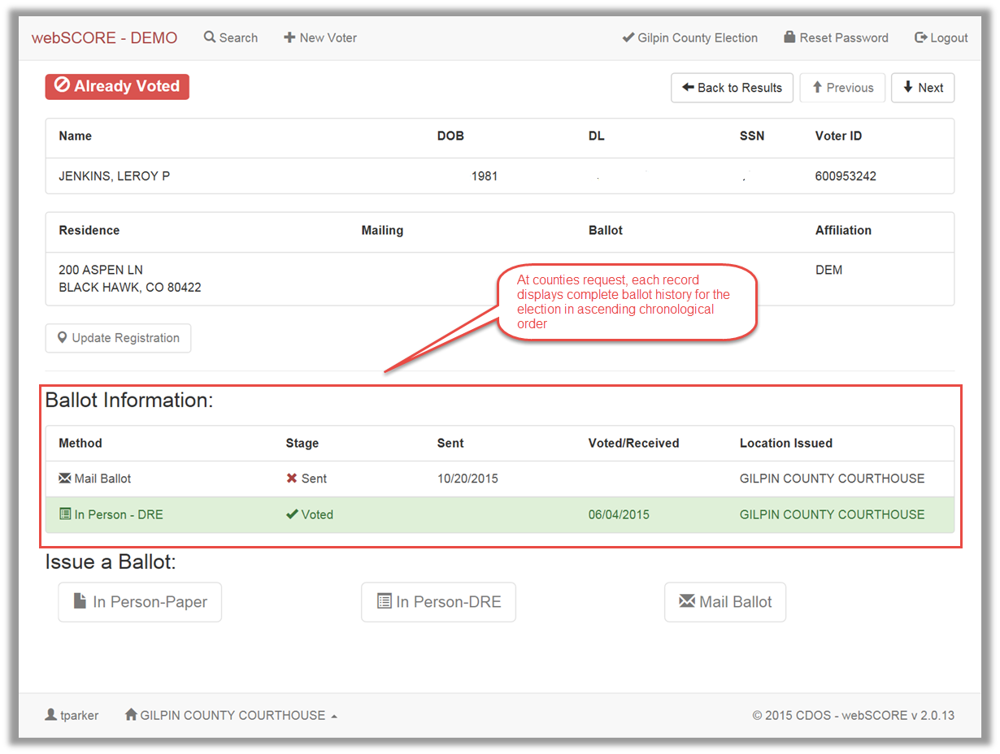 webSCORE - DEMO Search New Voter Gilpin County Election Reset Password Logout
Already Voted Back to Results Previous Next
Name DOB DL SSN Voter ID
JENKINS, LEROY P 1981 600953242
Residence Mailing Ballot Affiliation
200 ASPEN LN DEM
BLACK HAWK, CO 80422
At counties request, each record
displays complete ballot history for the
election in ascending chronological
order
Update Registration
Ballot Information:
Method Stage Sent Voted/Received Location Issued
Mail Ballot Sent 10/20/2015 GILPIN COUNTY COURTHOUSE
In Person - DRE Voted 06/04/2015 GILPIN COUNTY COURTHOUSE
Issue a Ballot:
In Person-Paper In Person-DRE Mail Ballot
tparker GILPIN COUNTY COURTHOUSE © 2015 CDOS - webSCORE v 2.0.13